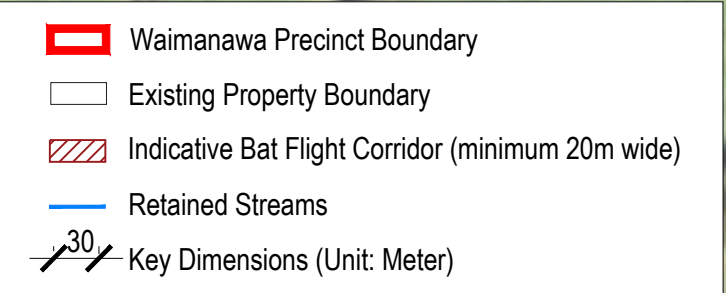 Waimanawa Precinct Boundary
Existing Property Boundary
Indicative Bat Flight Corridor (minimum 20m wide)
Retained Streams
30 Key Dimensions (Unit: Meter)